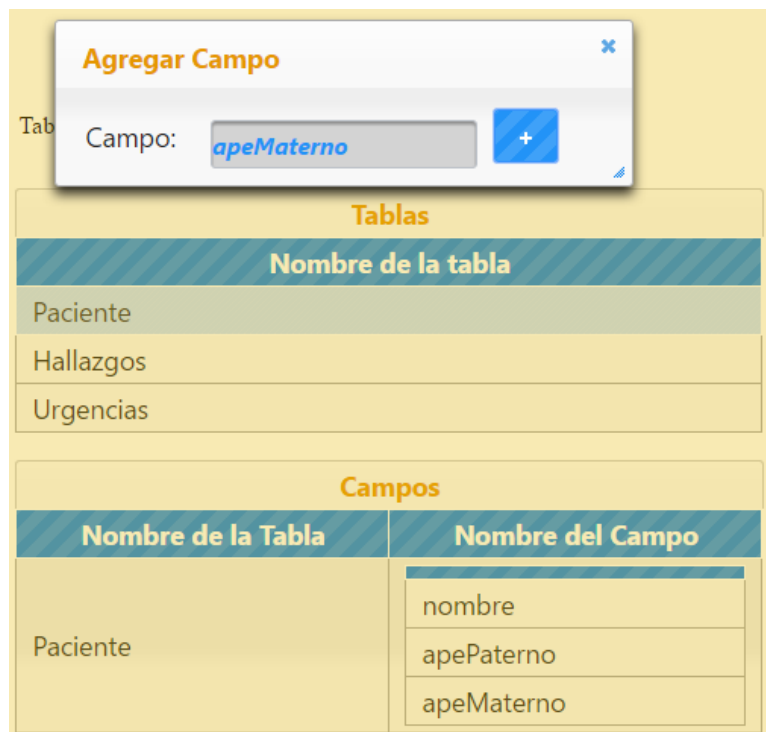 Agregar Campo
Tab
Campo: apeMaterno +
Tablas
Nombre de la tabla
Paciente
Hallazgos
Urgencias
Campos
Nombre de la Tabla Nombre del Campo
nombre
Paciente
apePaterno
apeMaterno